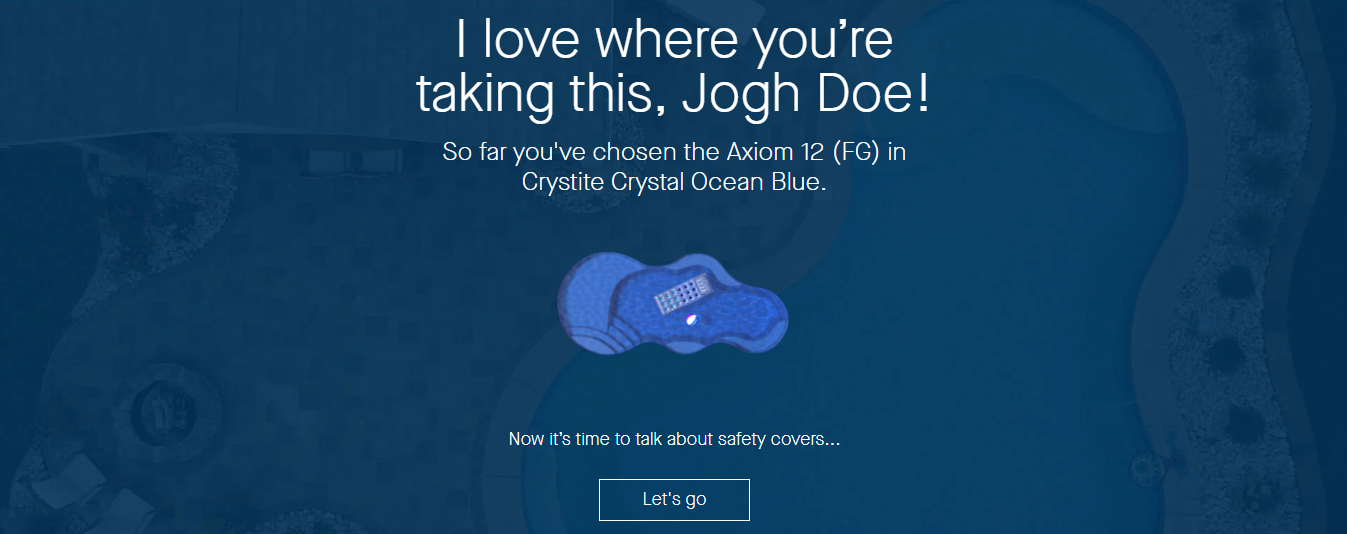 I love where you’re
taking this, Jogh Doe!
So far you've chosen the Axiom 12 (FG) in
Crystite Crystal Ocean Blue.
Now it’s time to talk about safety covers...
Let's go